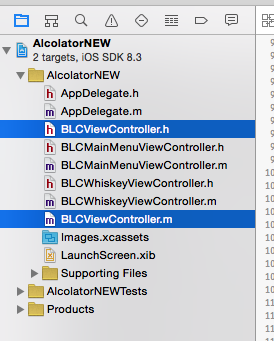 AlcolatorNEW
2 targets, iOS SDK 8.3
AlcolatorNEW
h AppDelegate.h
m AppDelegate.m
h BLCViewController.h
h BLCMainMenuViewController.h
m BLCMainMenuViewController.m
h BLCWhiskeyViewController.h
m BLCWhiskeyViewController.m
m BLCViewController.m
Images.xcassets
LaunchScreen.xib
Supporting Files
AlcolatorNEWTests
Products